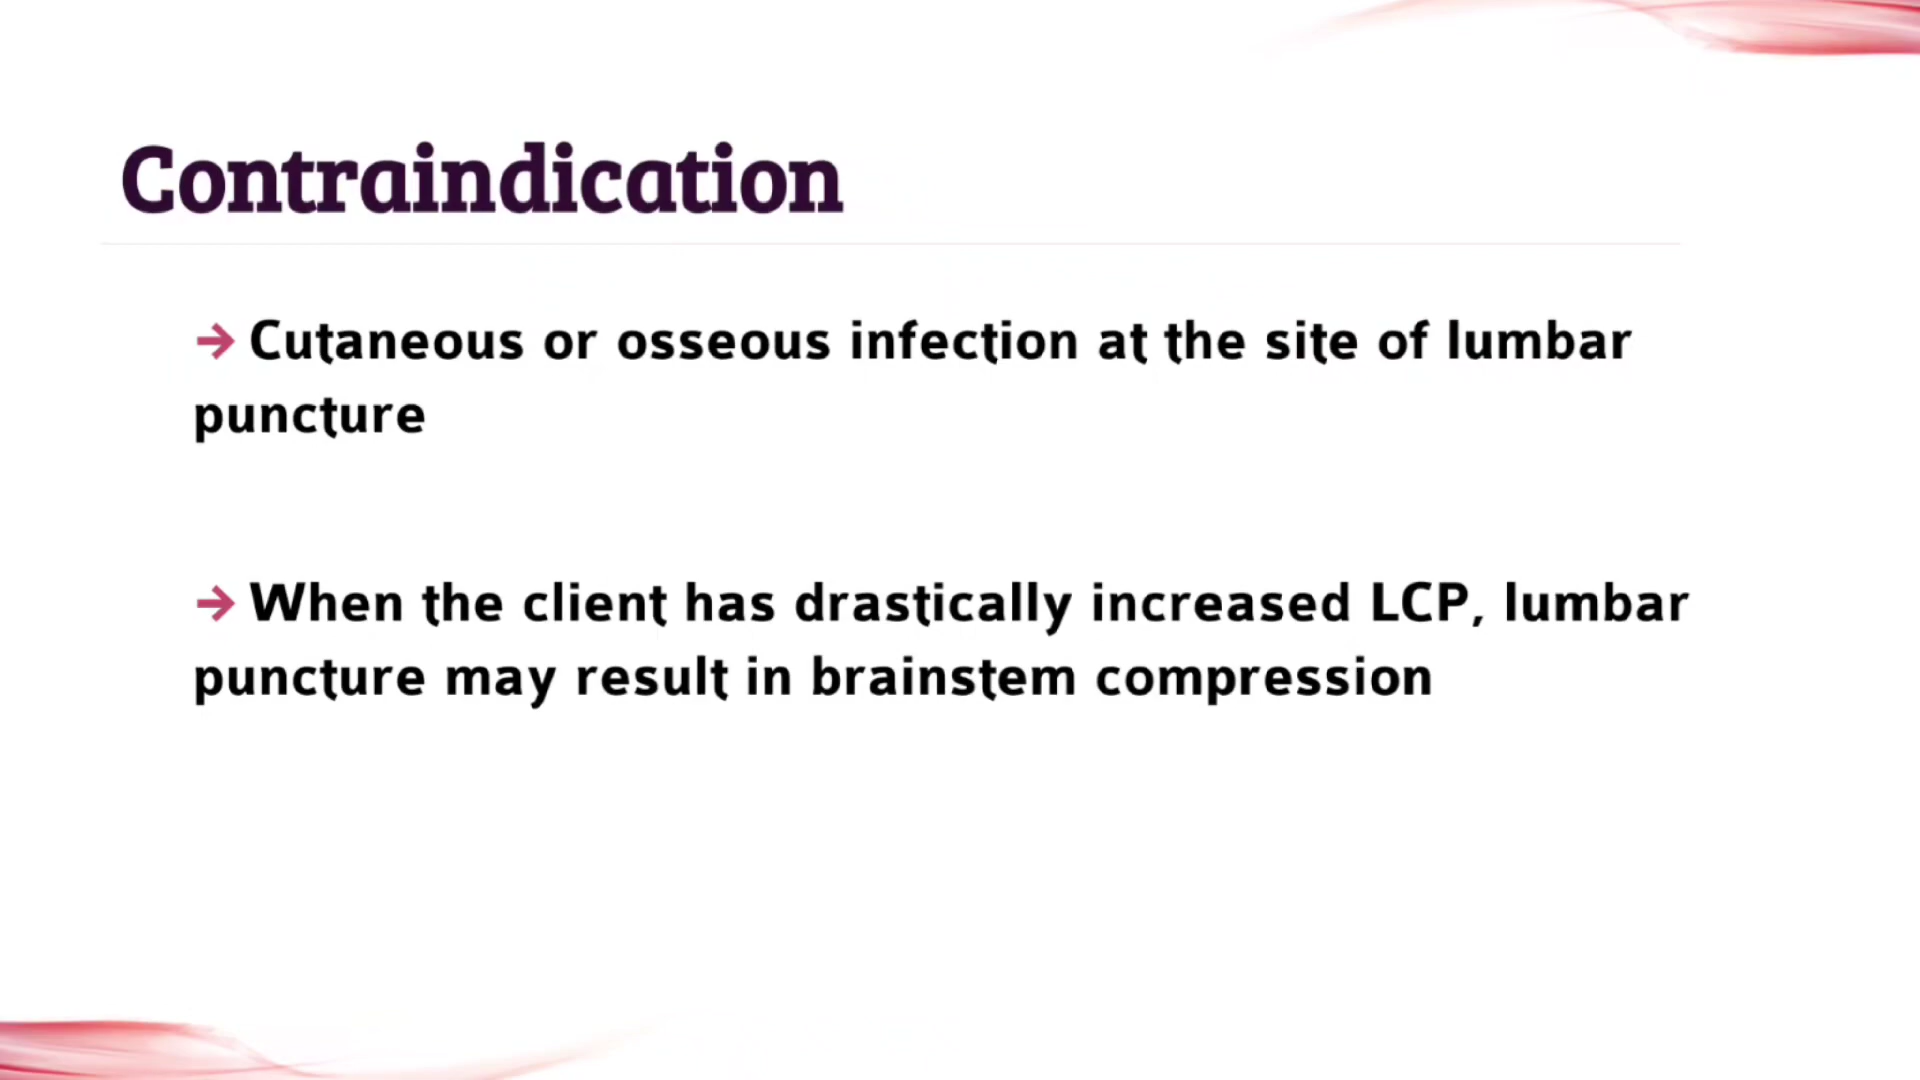 Contraindication
→ Cutaneous or osseous infection at the site of lumbar
puncture
→ When the client has drastically increased LCP, lumbar
puncture may result in brainstem compression